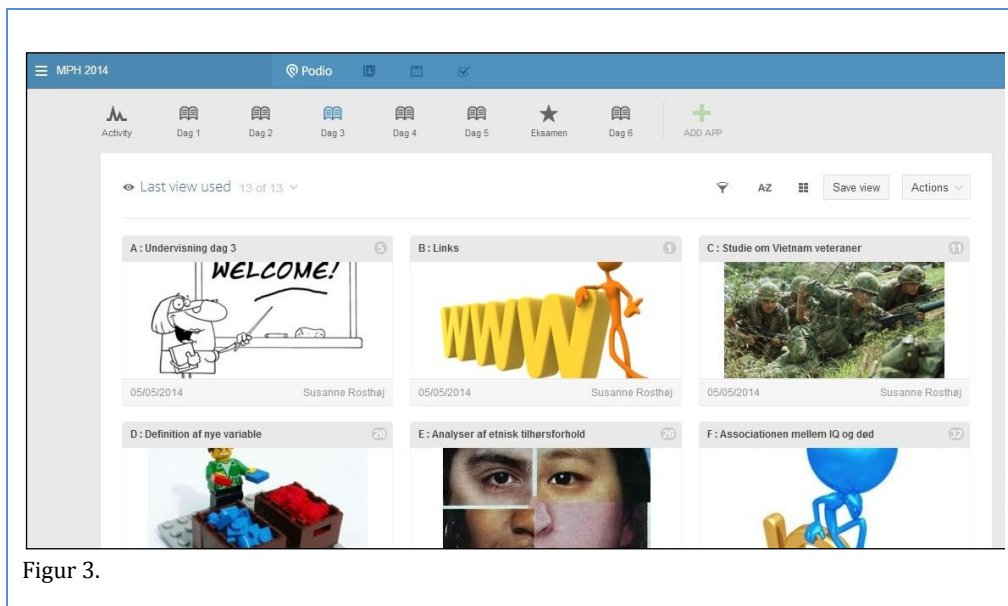 MPH 2014 Podio
Activity Dag 1 Dag 2 Dag 3 Dag 4 Dag 5 Eksamen Dag 6 ADD APP
Last view used 13 of 13 A-Z Save view Actions
A : Undervisning dag 3 5 B : Links 1 C : Studie om Vietnam veteraner 11
WELCOME!
WWW
05/05/2014 Susanne Rosthøj 05/05/2014 Susanne Rosthøj 05/05/2014 Susanne Rosthøj
D : Definition af nye variable 20 E : Analyser af etnisk tilhørsforhold 26 F : Associationen mellem IQ og død 32
Figur 3.